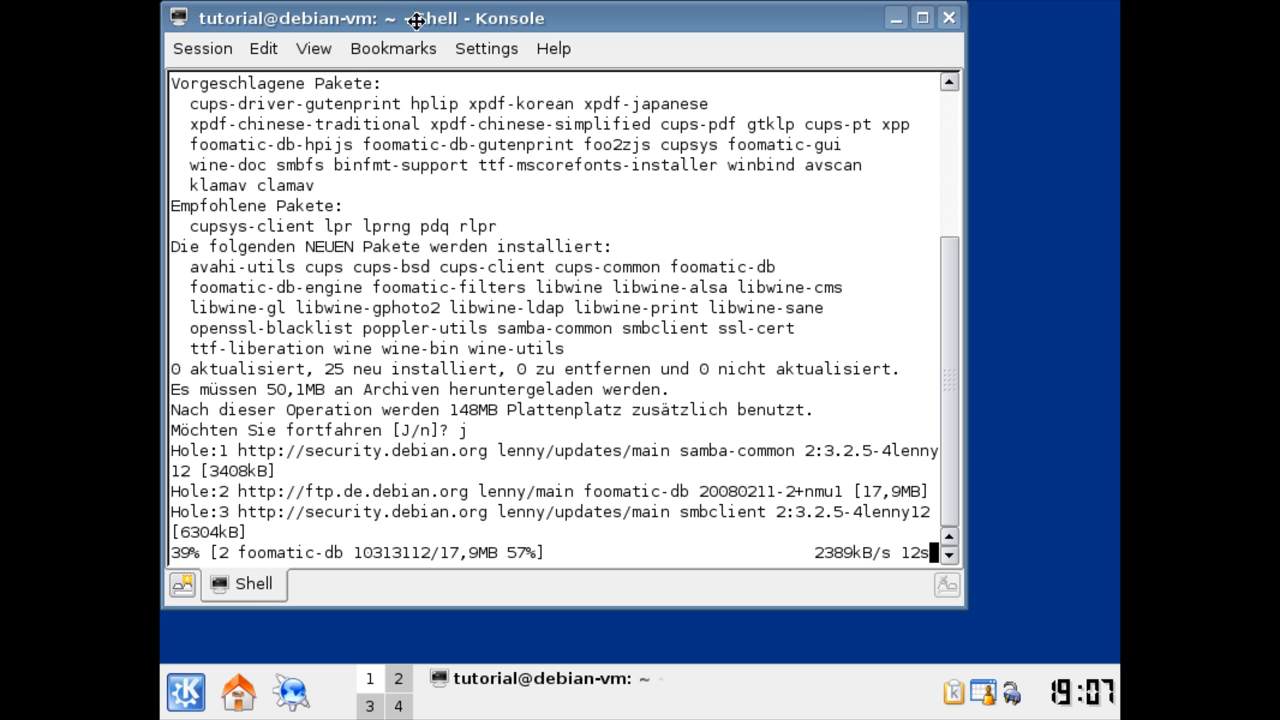 tutorial@debian-vm: ~ - Shell - Konsole
Session Edit View Bookmarks Settings Help
Vorgeschlagene Pakete:
cups-driver-gutenprint hplip xpdf-korean xpdf-japanese
xpdf-chinese-traditional xpdf-chinese-simplified cups-pdf gtklp cups-pt xpp
foomatic-db-hpijs foomatic-db-gutenprint foo2zjs cupsys foomatic-gui
wine-doc smbfs binfmt-support ttf-mscorefonts-installer winbind avscan
klamav clamav
Empfohlene Pakete:
cupsys-client lpr lprng pdq rlpr
Die folgenden NEUEN Pakete werden installiert:
avahi-utils cups cups-bsd cups-client cups-common foomatic-db
foomatic-db-engine foomatic-filters libwine libwine-alsa libwine-cms
libwine-gl libwine-gphoto2 libwine-ldap libwine-print libwine-sane
openssl-blacklist poppler-utils samba-common smbclient ssl-cert
ttf-liberation wine wine-bin wine-utils
0 aktualisiert, 25 neu installiert, 0 zu entfernen und 0 nicht aktualisiert.
Es müssen 50,1MB an Archiven heruntergeladen werden.
Nach dieser Operation werden 148MB Plattenplatz zusätzlich benutzt.
Möchten Sie fortfahren [J/n]? j
Hole:1 http://security.debian.org lenny/updates/main samba-common 2:3.2.5-4lenny
12 [3408kB]
Hole:2 http://ftp.de.debian.org lenny/main foomatic-db 20080211-2+nmu1 [17,9MB]
Hole:3 http://security.debian.org lenny/updates/main smbclient 2:3.2.5-4lenny12
[6304kB]
39% [2 foomatic-db 10313112/17,9MB 57%] 2389kB/s 12s
Shell
1 2
3 4
tutorial@debian-vm: ~ -
19:07